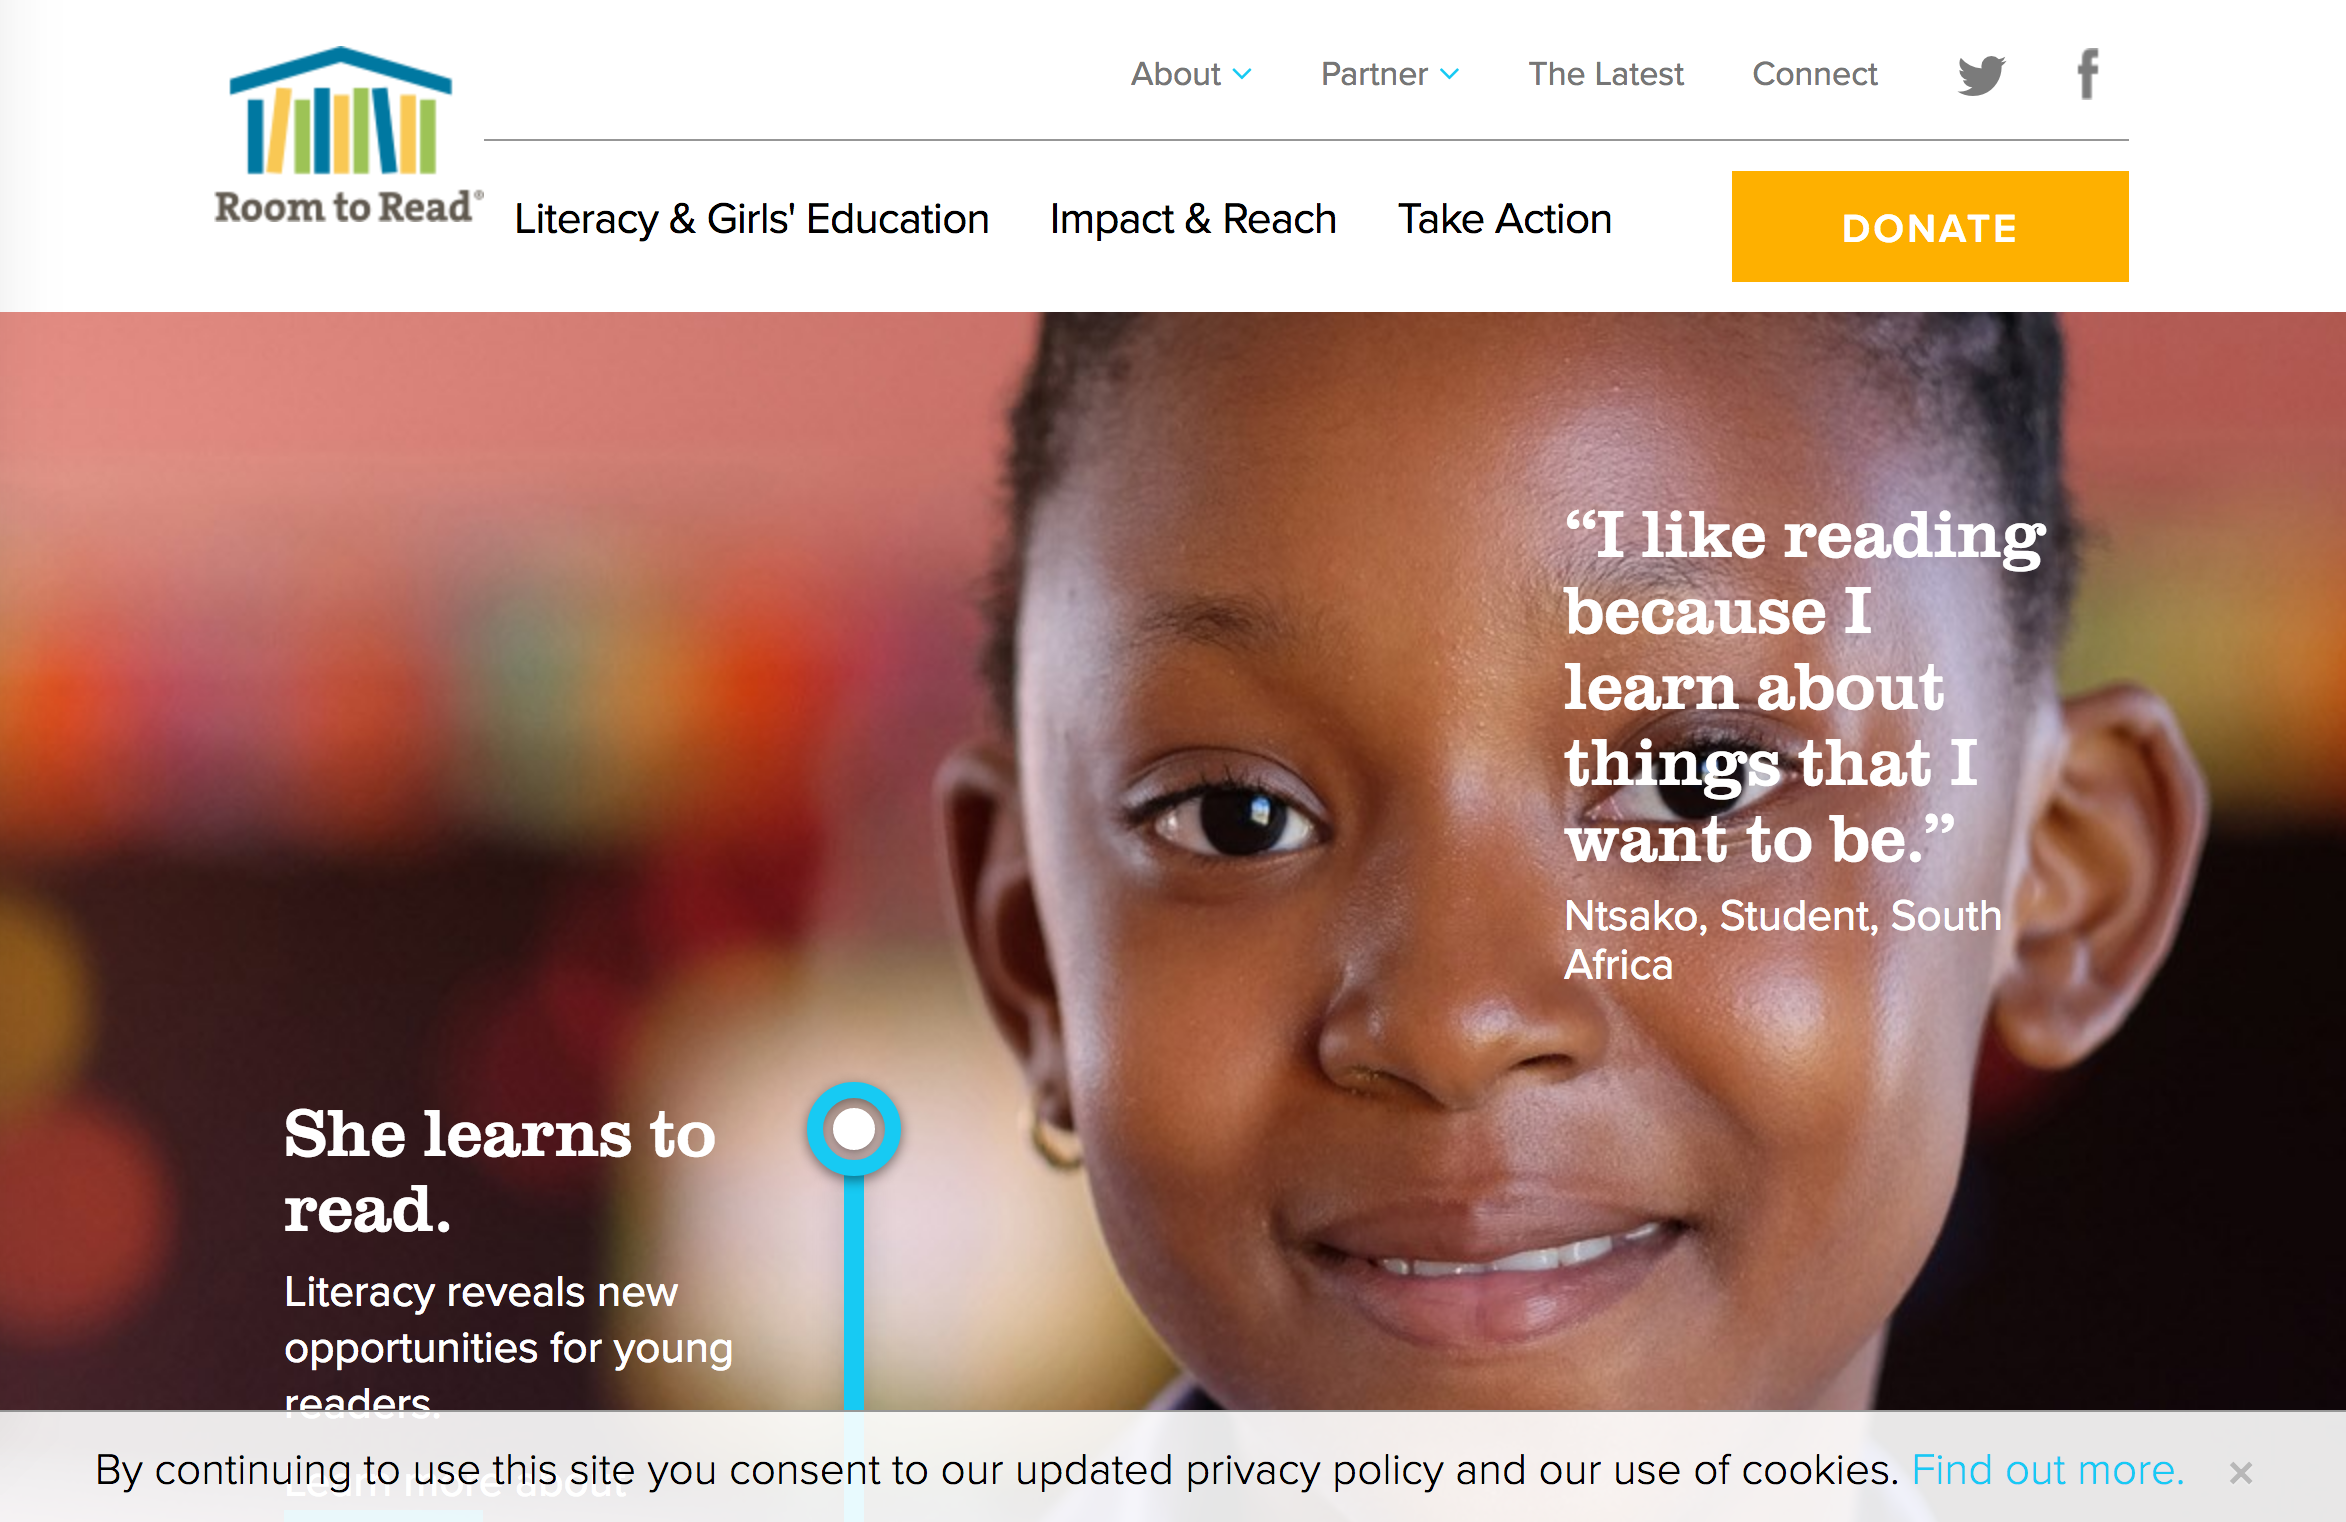 About
Partner
The Latest
Connect
Room to Read®
Literacy & Girls' Education
Impact & Reach
Take Action
DONATE
“I like reading
because I
learn about
things that I
want to be.”
Ntsako, Student, South
Africa
She learns to
read.
Literacy reveals new
opportunities for young
readers.
Learn more about
By continuing to use this site you consent to our updated privacy policy and our use of cookies. Find out more.